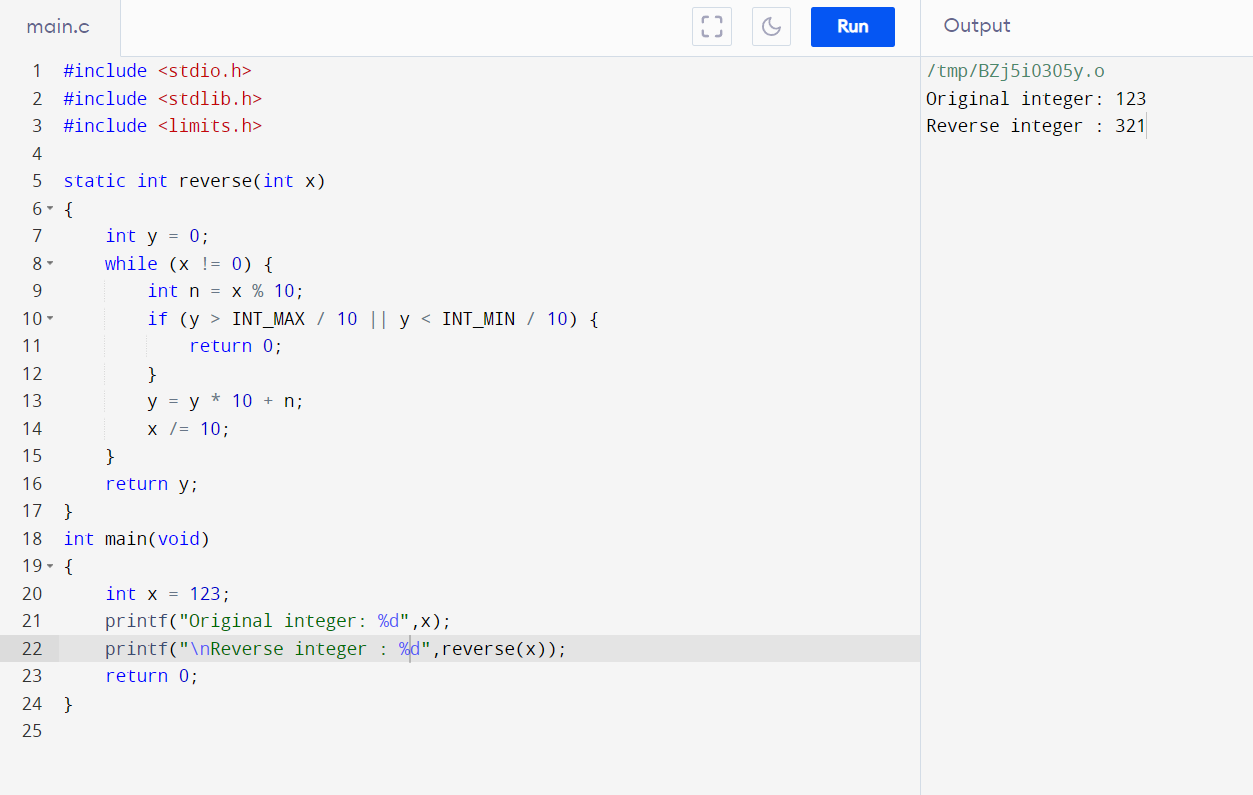 main.c
Run
Output
1 #include <stdio.h>
2 #include <stdlib.h>
3 #include <limits.h>
4
5 static int reverse(int x)
6 {
7     int y = 0;
8     while (x != 0) {
9         int n = x % 10;
10         if (y > INT_MAX / 10 || y < INT_MIN / 10) {
11             return 0;
12         }
13         y = y * 10 + n;
14         x /= 10;
15     }
16     return y;
17 }
18 int main(void)
19 {
20     int x = 123;
21     printf("Original integer: %d",x);
22     printf("\nReverse integer : %d",reverse(x));
23     return 0;
24 }
25
/tmp/BZj5i0305y.o
Original integer: 123
Reverse integer : 321